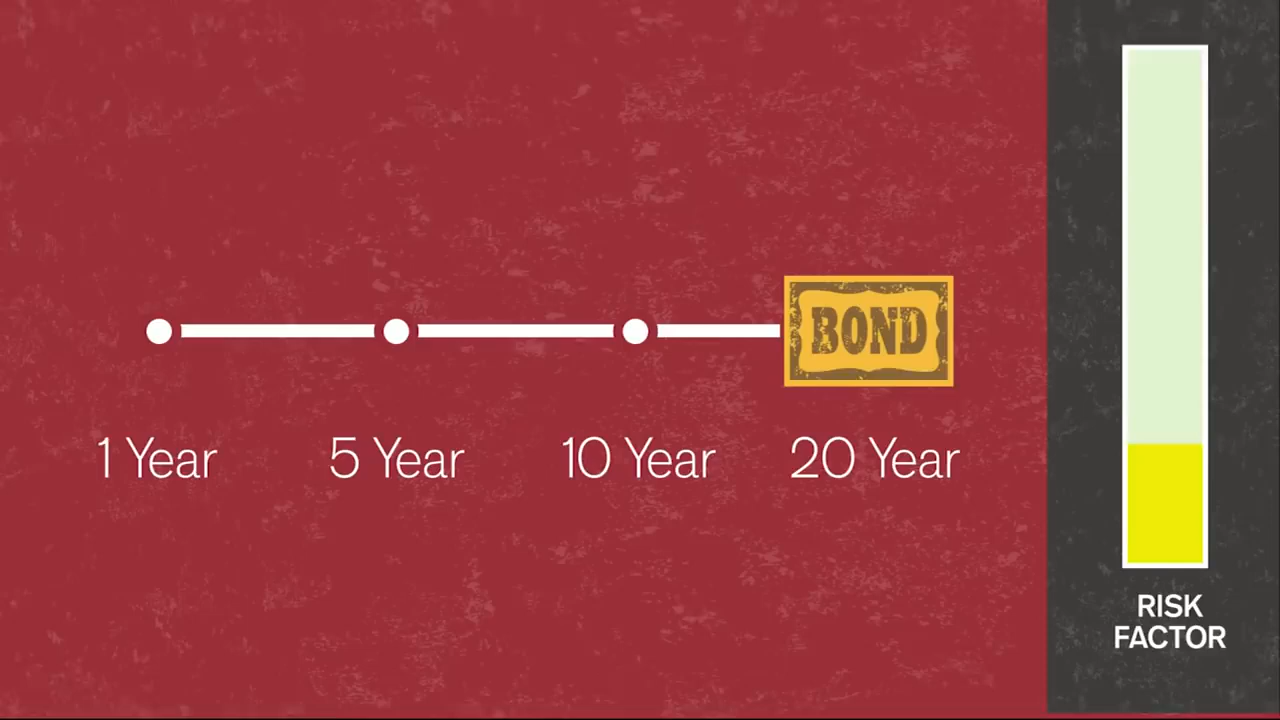 BOND
1 Year
5 Year
10 Year
20 Year
RISK
FACTOR